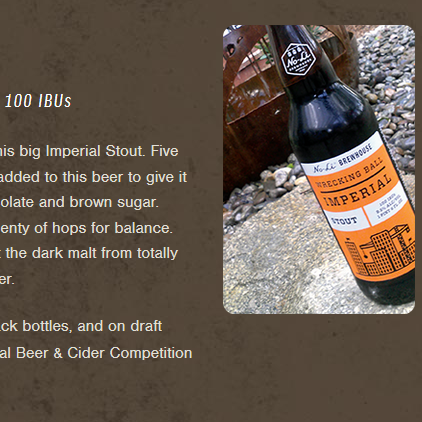 100 IBUs
his big Imperial Stout. Five
added to this beer to give it
olate and brown sugar.
enty of hops for balance.
t the dark malt from totally
er.
ck bottles, and on draft
al Beer & Cider Competition
No-Li
No-Li BREWHOUSE
WRECKING BALL
IMPERIAL
STOUT